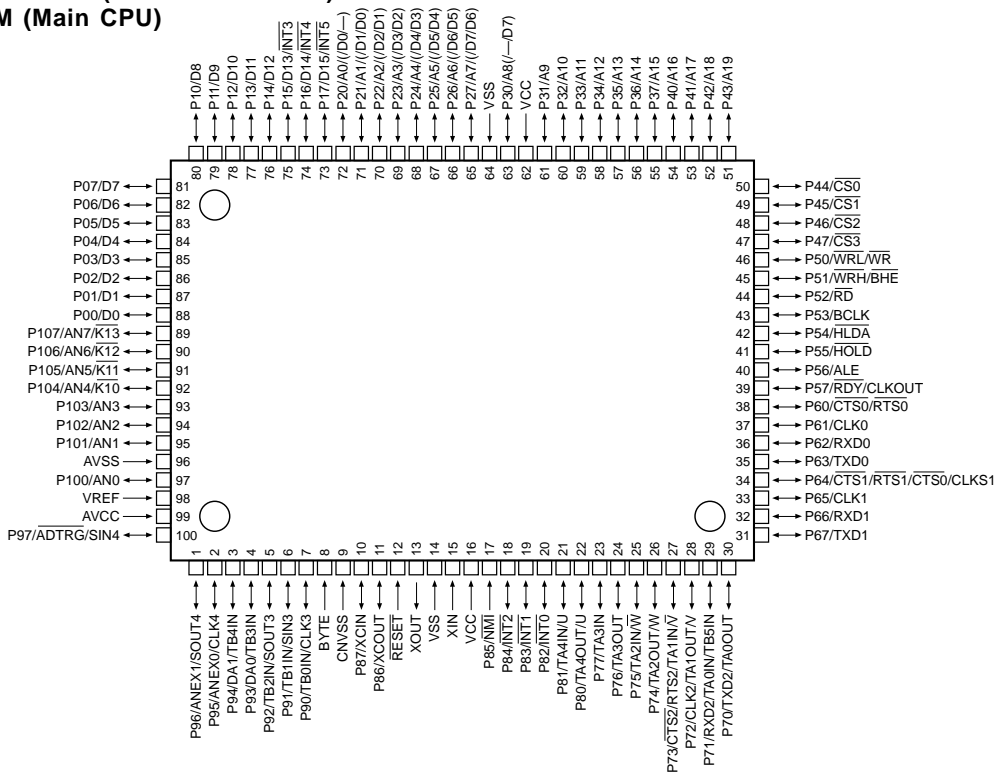 M (Main CPU)
P10/D8
P11/D9
P12/D10
P13/D11
P14/D12
P15/D13/INT3
P16/D14/INT4
P17/D15/INT5
P20/A0/(/D0/—)
P21/A1/(/D1/D0)
P22/A2/(/D2/D1)
P23/A3/(/D3/D2)
P24/A4/(/D4/D3)
P25/A5/(/D5/D4)
P26/A6/(/D6/D5)
P27/A7/(/D7/D6)
VSS
P30/A8(/—/D7)
VCC
P31/A9
P32/A10
P33/A11
P34/A12
P35/A13
P36/A14
P37/A15
P40/A16
P41/A17
P42/A18
P43/A19
80 79 78 77 76 75 74 73 72 71 70 69 68 67 66 65 64 63 62 61 60 59 58 57 56 55 54 53 52 51
P07/D7 81
P06/D6 82
P05/D5 83
P04/D4 84
P03/D3 85
P02/D2 86
P01/D1 87
P00/D0 88
P107/AN7/K13 89
P106/AN6/K12 90
P105/AN5/K11 91
P104/AN4/K10 92
P103/AN3 93
P102/AN2 94
P101/AN1 95
AVSS 96
P100/AN0 97
VREF 98
AVCC 99
P97/ADTRG/SIN4 100
50 P44/CS0
49 P45/CS1
48 P46/CS2
47 P47/CS3
46 P50/WRL/WR
45 P51/WRH/BHE
44 P52/RD
43 P53/BCLK
42 P54/HLDA
41 P55/HOLD
40 P56/ALE
39 P57/RDY/CLKOUT
38 P60/CTS0/RTS0
37 P61/CLK0
36 P62/RXD0
35 P63/TXD0
34 P64/CTS1/RTS1/CTS0/CLKS1
33 P65/CLK1
32 P66/RXD1
31 P67/TXD1
1 2 3 4 5 6 7 8 9 10 11 12 13 14 15 16 17 18 19 20 21 22 23 24 25 26 27 28 29 30
P96/ANEX1/SOUT4
P95/ANEX0/CLK4
P94/DA1/TB4IN
P93/DA0/TB3IN
P92/TB2IN/SOUT3
P91/TB1IN/SIN3
P90/TB0IN/CLK3
BYTE
CNVSS
P87/XCIN
P86/XCOUT
RESET
XOUT
VSS
XIN
VCC
P85/NMI
P84/INT2
P83/INT1
P82/INT0
P81/TA4IN/U
P80/TA4OUT/U
P77/TA3IN
P76/TA3OUT
P75/TA2IN/W
P74/TA2OUT/W
P73/CTS2/RTS2/TA1IN/V
P72/CLK2/TA1OUT/V
P71/RXD2/TA0IN/TB5IN
P70/TXD2/TA0OUT